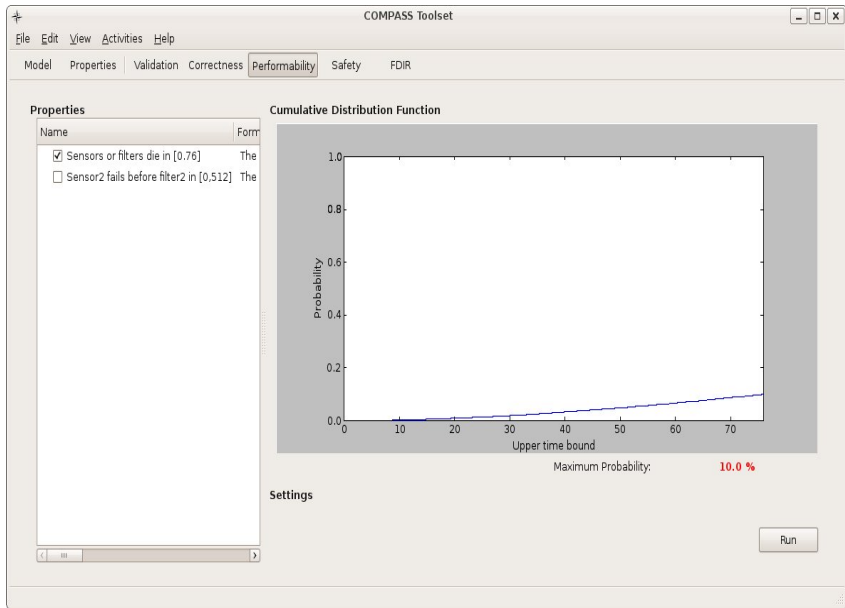 COMPASS Toolset
File Edit View Activities Help
Model Properties Validation Correctness Performability Safety FDIR
Properties
Name Form
Sensors or filters die in [0.76] The
Sensor2 fails before filter2 in [0,512] The
Cumulative Distribution Function
1.0
0.8
0.6
0.4
0.2
0.0
Probability
0 10 20 30 40 50 60 70
Upper time bound
Maximum Probability: 10.0 %
Settings
Run